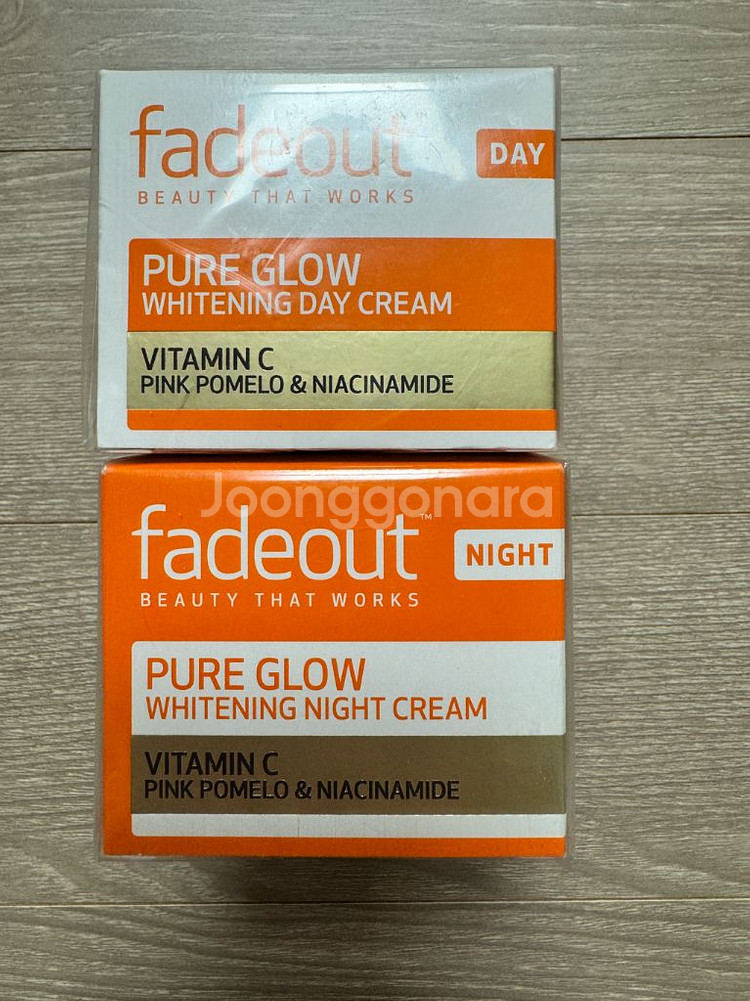 fadeout™
DAY
BEAUTY THAT WORKS
PURE GLOW
WHITENING DAY CREAM
VITAMIN C
PINK POMELO & NIACINAMIDE
Joonggonara
fadeout™
NIGHT
BEAUTY THAT WORKS
PURE GLOW
WHITENING NIGHT CREAM
VITAMIN C
PINK POMELO & NIACINAMIDE